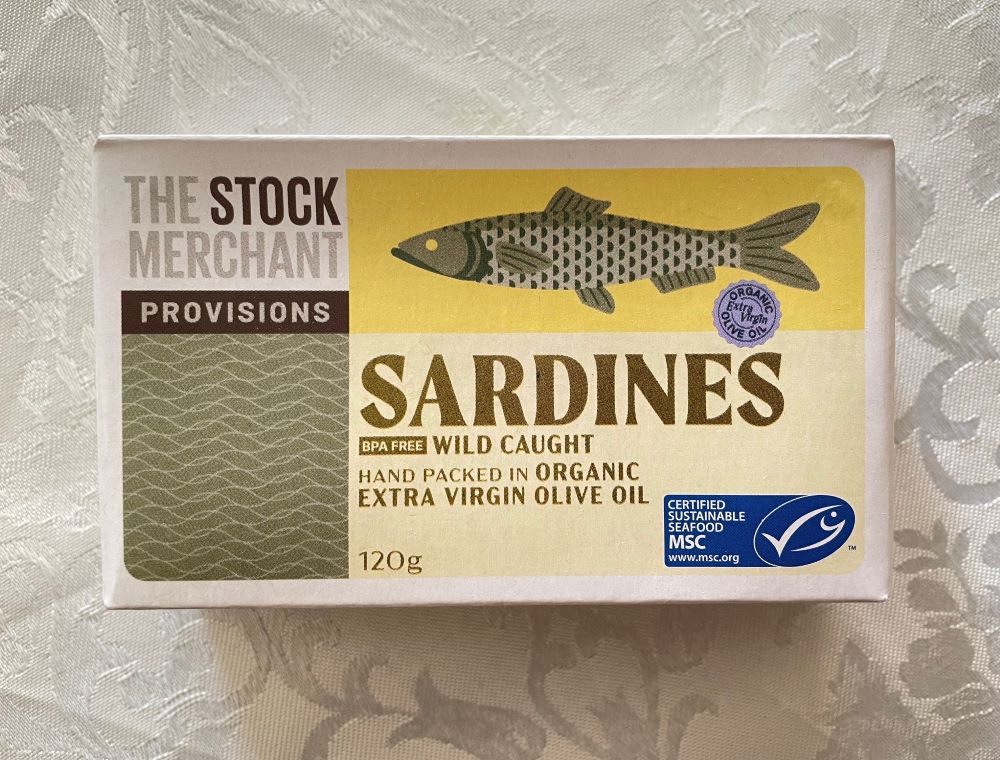 THE STOCK
MERCHANT
PROVISIONS
ORGANIC
Extra
Virgin
OLIVE OIL
SARDINES
BPA FREE WILD CAUGHT
HAND PACKED IN ORGANIC
EXTRA VIRGIN OLIVE OIL
120g
CERTIFIED
SUSTAINABLE
SEAFOOD
MSC
www.msc.org
TM